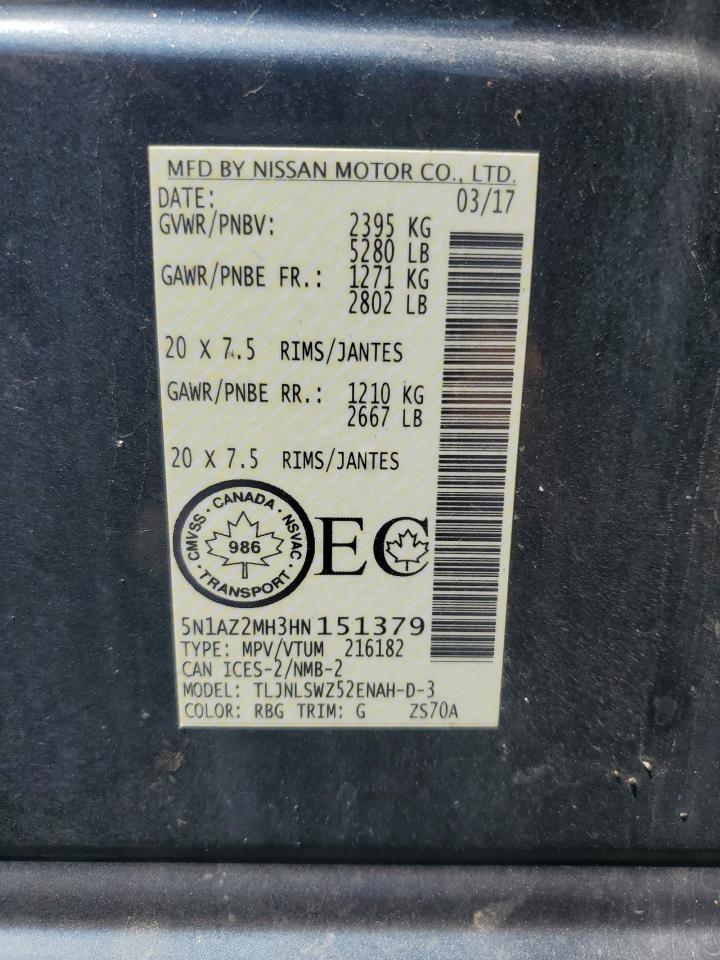 MFD BY NISSAN MOTOR CO., LTD.
DATE: 03/17
GVWR/PNBV: 2395 KG
5280 LB
GAWR/PNBE FR.: 1271 KG
2802 LB
20 X 7.5 RIMS/JANTES
GAWR/PNBE RR.: 1210 KG
2667 LB
20 X 7.5 RIMS/JANTES
CMVSS · CANADA · NSVAC · TRANSPORT ·
986
EC
5N1AZ2MH3HN151379
TYPE: MPV/VTUM 216182
CAN ICES-2/NMB-2
MODEL: TLJNLSWZ52ENAH-D-3
COLOR: RBG TRIM: G ZS70A